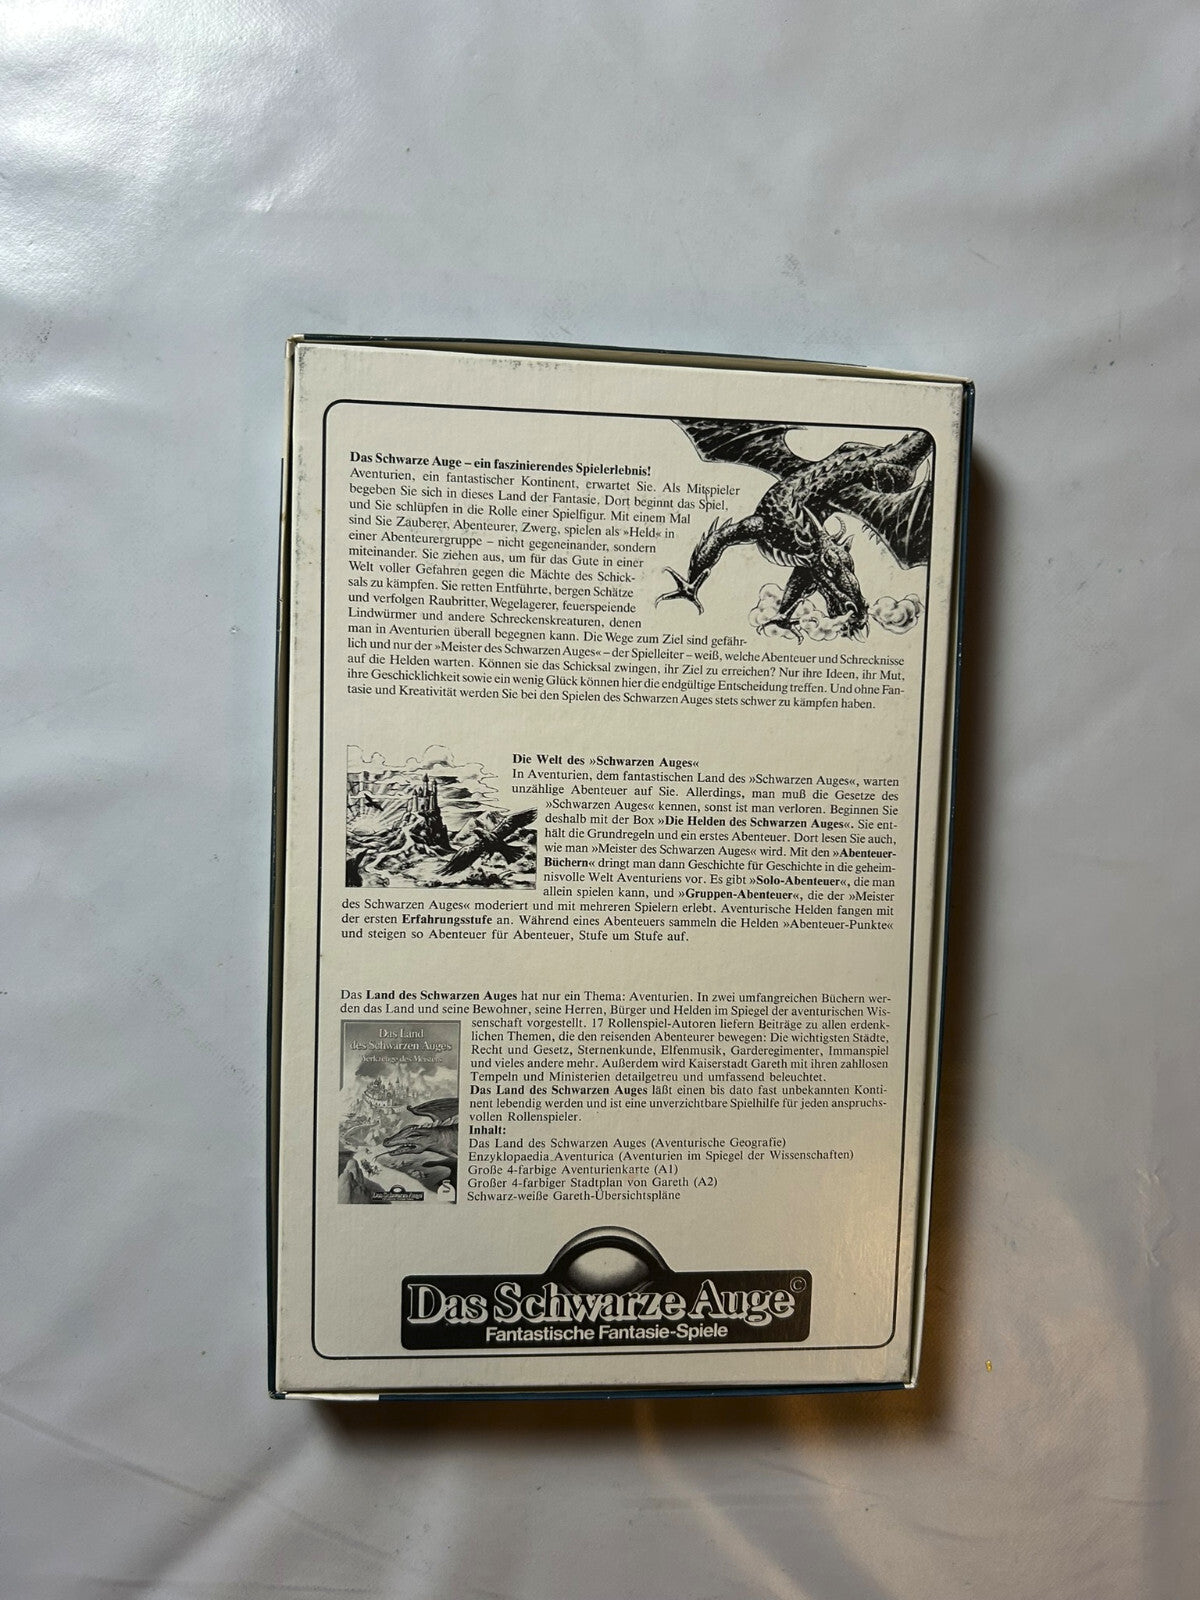 Das Schwarze Auge – ein faszinierendes Spielerlebnis!
Aventurien, ein fantastischer Kontinent, erwartet Sie. Als Mitspieler
begeben Sie sich in dieses Land der Fantasie. Dort beginnt das Spiel,
und Sie schlüpfen in die Rolle einer Spielfigur. Mit einem Mal
sind Sie Zauberer, Abenteurer, Zwerg, spielen als »Held« in
einer Abenteurergruppe – nicht gegeneinander, sondern
miteinander. Sie ziehen aus, um für das Gute in einer
Welt voller Gefahren gegen die Mächte des Schick-
sals zu kämpfen. Sie retten Entführte, bergen Schätze
und verfolgen Raubritter, Wegelagerer, feuerspeiende
Lindwürmer und andere Schreckenskreaturen, denen
man in Aventurien überall begegnen kann. Die Wege zum Ziel sind gefähr-
lich und nur der »Meister des Schwarzen Auges« – der Spielleiter – weiß, welche Abenteuer und Schrecknisse
auf die Helden warten. Können sie das Schicksal zwingen, ihr Ziel zu erreichen? Nur ihre Ideen, ihr Mut,
ihre Geschicklichkeit sowie ein wenig Glück können hier die endgültige Entscheidung treffen. Und ohne Fan-
tasie und Kreativität werden Sie bei den Spielen des Schwarzen Auges stets schwer zu kämpfen haben.
Die Welt des »Schwarzen Auges«
In Aventurien, dem fantastischen Land des »Schwarzen Auges«, warten
unzählige Abenteuer auf Sie. Allerdings, man muß die Gesetze des
»Schwarzen Auges« kennen, sonst ist man verloren. Beginnen Sie
deshalb mit der Box »Die Helden des Schwarzen Auges«. Sie ent-
hält die Grundregeln und ein erstes Abenteuer. Dort lesen Sie auch,
wie man »Meister des Schwarzen Auges« wird. Mit den »Abenteuer-
Büchern« dringt man dann Geschichte für Geschichte in die geheim-
nisvolle Welt Aventuriens vor. Es gibt »Solo-Abenteuer«, die man
allein spielen kann, und »Gruppen-Abenteuer«, die der »Meister
des Schwarzen Auges« moderiert und mit mehreren Spielern erlebt. Aventurische Helden fangen mit
der ersten Erfahrungsstufe an. Während eines Abenteuers sammeln die Helden »Abenteuer-Punkte«
und steigen so Abenteuer für Abenteuer, Stufe um Stufe auf.
Das Land des Schwarzen Auges hat nur ein Thema: Aventurien. In zwei umfangreichen Büchern wer-
den das Land und seine Bewohner, seine Herren, Bürger und Helden im Spiegel der aventurischen Wis-
senschaft vorgestellt. 17 Rollenspiel-Autoren liefern Beiträge zu allen erdenk-
lichen Themen, die den reisenden Abenteurer bewegen: Die wichtigsten Städte,
Recht und Gesetz, Sternenkunde, Elfenmusik, Garderegimenter, Immanspiel
und vieles andere mehr. Außerdem wird Kaiserstadt Gareth mit ihren zahllosen
Tempeln und Ministerien detailgetreu und umfassend beleuchtet.
Das Land des Schwarzen Auges läßt einen bis dato fast unbekannten Konti-
nent lebendig werden und ist eine unverzichtbare Spielhilfe für jeden anspruchs-
vollen Rollenspieler.
Inhalt:
Das Land des Schwarzen Auges (Aventurische Geografie)
Enzyklopaedia Aventurica (Aventurien im Spiegel der Wissenschaften)
Große 4-farbige Aventurienkarte (A1)
Großer 4-farbiger Stadtplan von Gareth (A2)
Schwarz-weiße Gareth-Übersichtspläne
Das Land
des Schwarzen Auges
Werkzeuge des Meisters
Das Schwarze Auge
Das Schwarze Auge ©
Fantastische Fantasie-Spiele